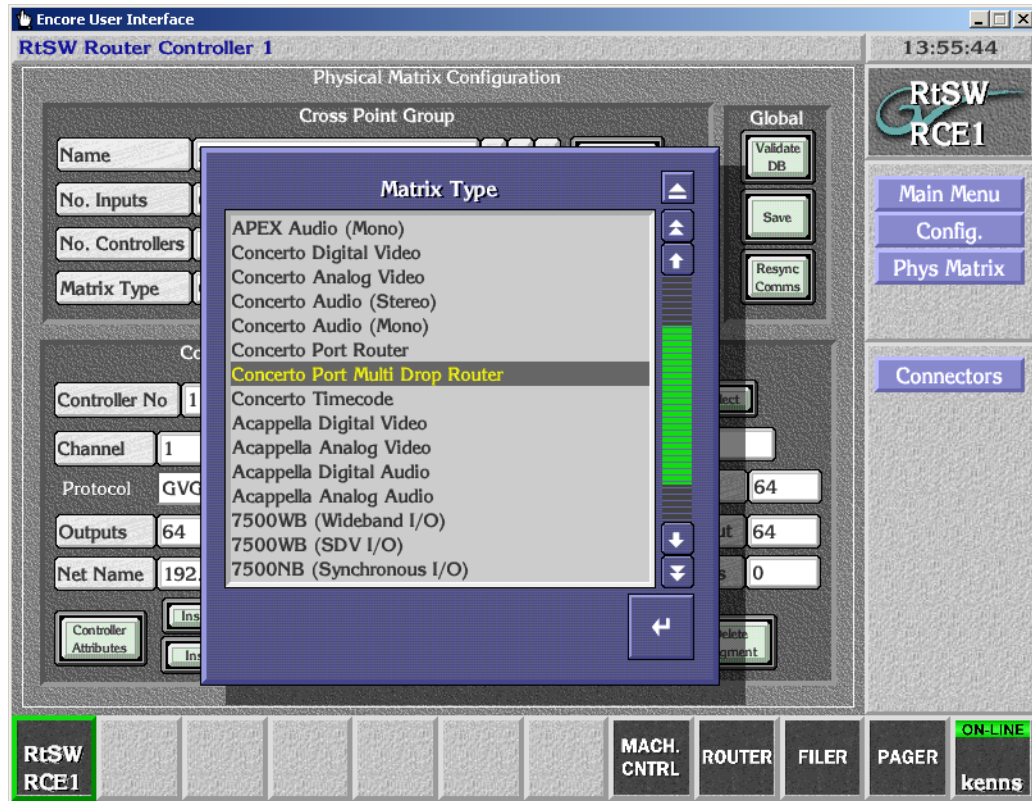 Encore User Interface
RtSW Router Controller 1
13:55:44
Physical Matrix Configuration
Cross Point Group
Global
RtSW
RCE1
Name
Validate
DB
No. Inputs
Save
No. Controllers
Resync
Comms
Matrix Type
Main Menu
Config.
Phys Matrix
Connectors
Matrix Type
APEX Audio (Mono)
Concerto Digital Video
Concerto Analog Video
Concerto Audio (Stereo)
Concerto Audio (Mono)
Concerto Port Router
Concerto Port Multi Drop Router
Concerto Timecode
Acappella Digital Video
Acappella Analog Video
Acappella Digital Audio
Acappella Analog Audio
7500WB (Wideband I/O)
7500WB (SDV I/O)
7500NB (Synchronous I/O)
Controller No 1
Channel 1
Protocol GVG
64
Outputs 64
64
Net Name 192.
0
Controller
Attributes
RtSW
RCE1
MACH.
CNTRL
ROUTER
FILER
PAGER
ON-LINE
kenns